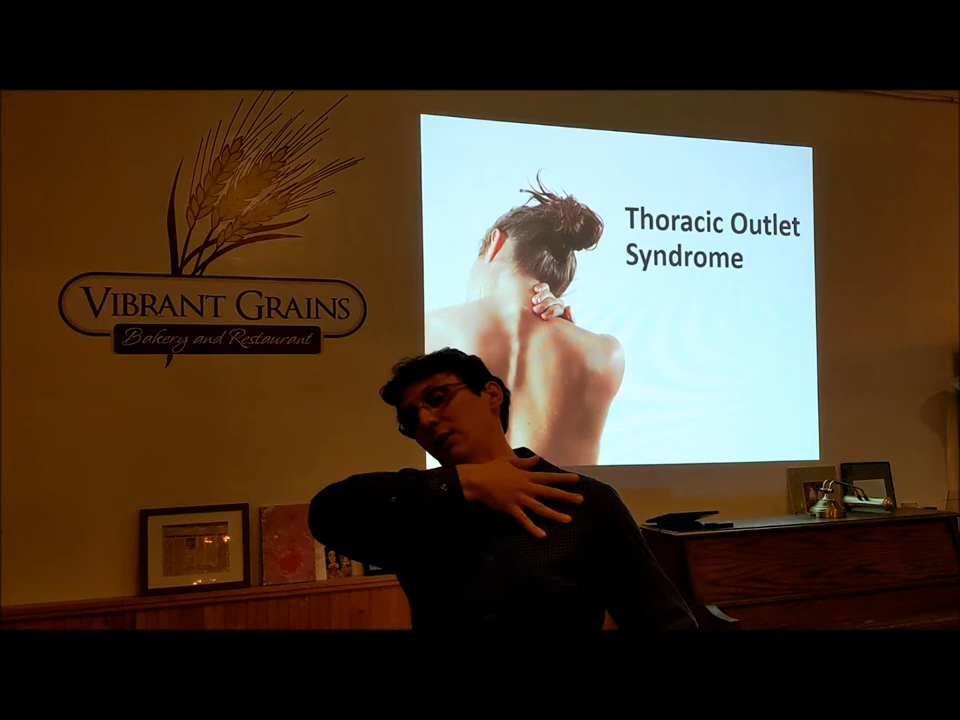 VIBRANT GRAINS
Bakery and Restaurant
Thoracic Outlet
Syndrome